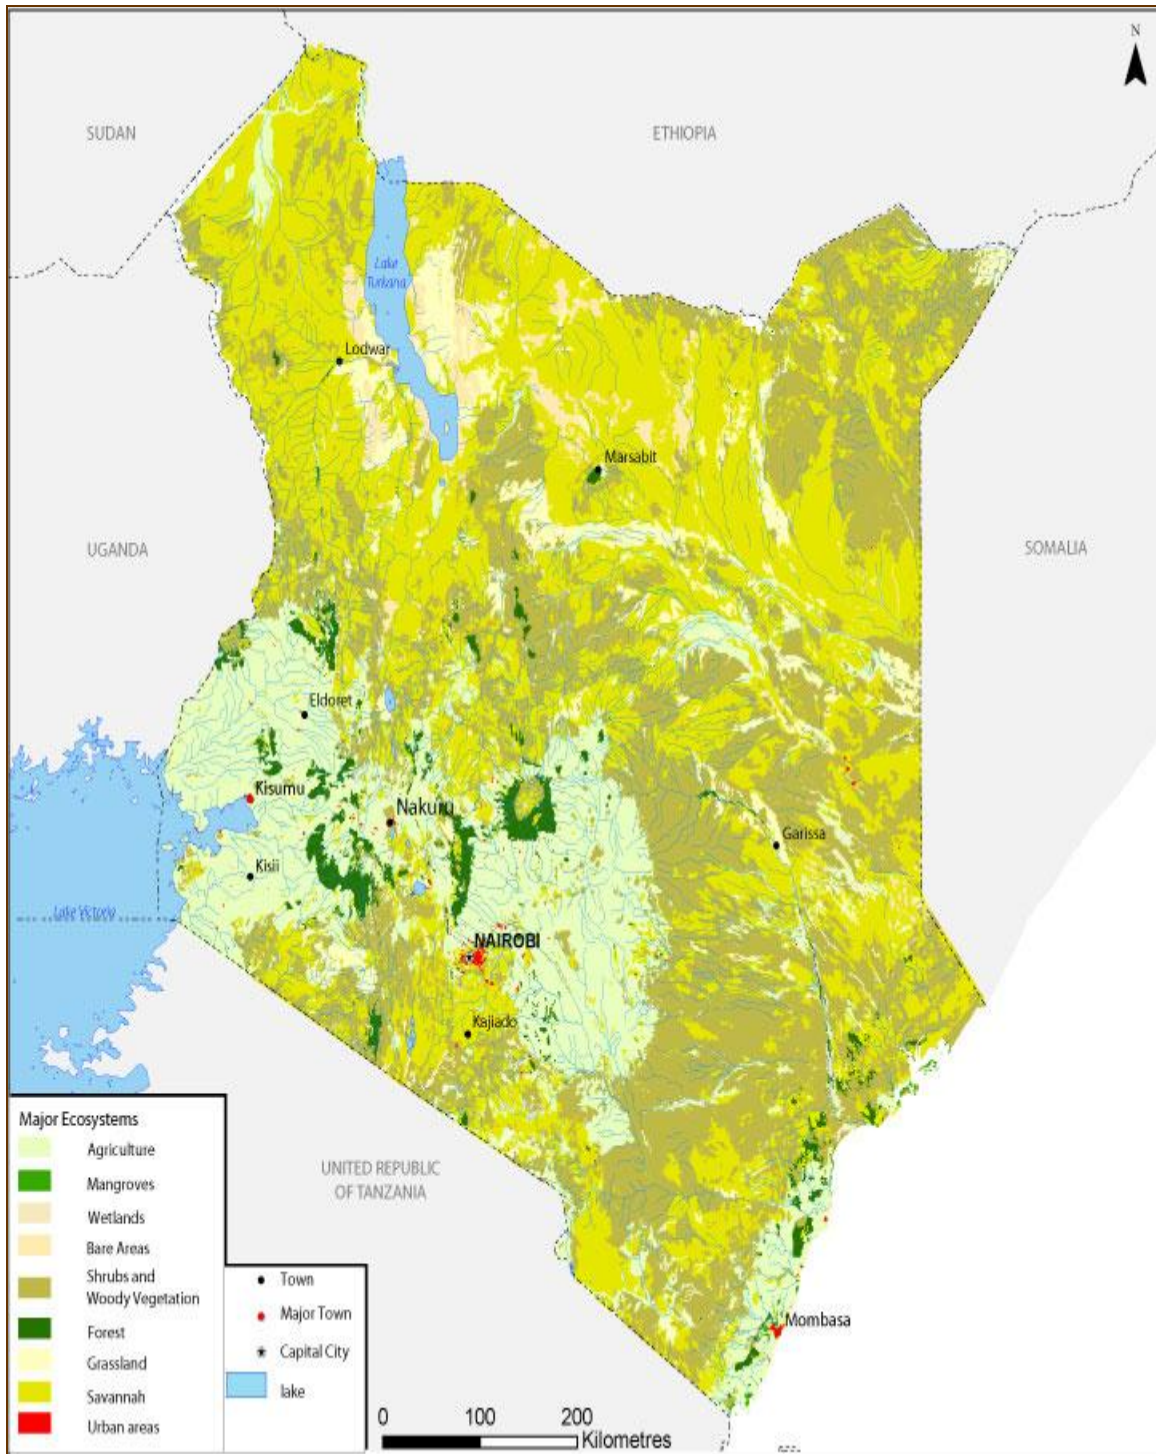 N
SUDAN
ETHIOPIA
Lake
Turkana
Lodwar
Marsabit
UGANDA
SOMALIA
Eldoret
Kisumu
Nakuru
Garissa
Kisii
Lake Victoria
NAIROBI
Kajiado
UNITED REPUBLIC
OF TANZANIA
Mombasa
Major Ecosystems
Agriculture
Mangroves
Wetlands
Bare Areas
Shrubs and
Woody Vegetation
Forest
Grassland
Savannah
Urban areas
Town
Major Town
Capital City
lake
0 100 200
Kilometres